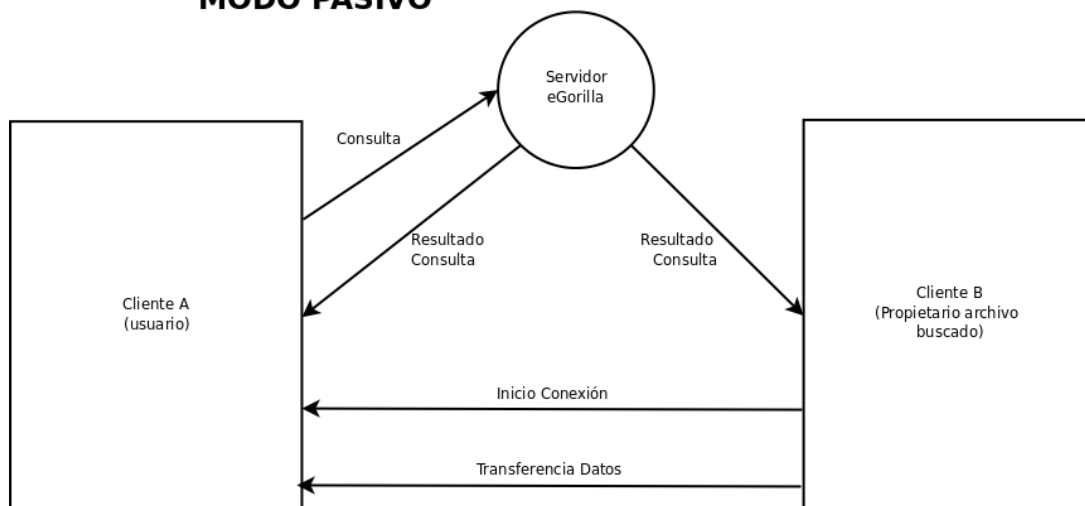 MODO PASIVO
Servidor
eGorilla
Consulta
Resultado
Consulta
Resultado
Consulta
Cliente A
(usuario)
Cliente B
(Propietario archivo
buscado)
Inicio Conexión
Transferencia Datos